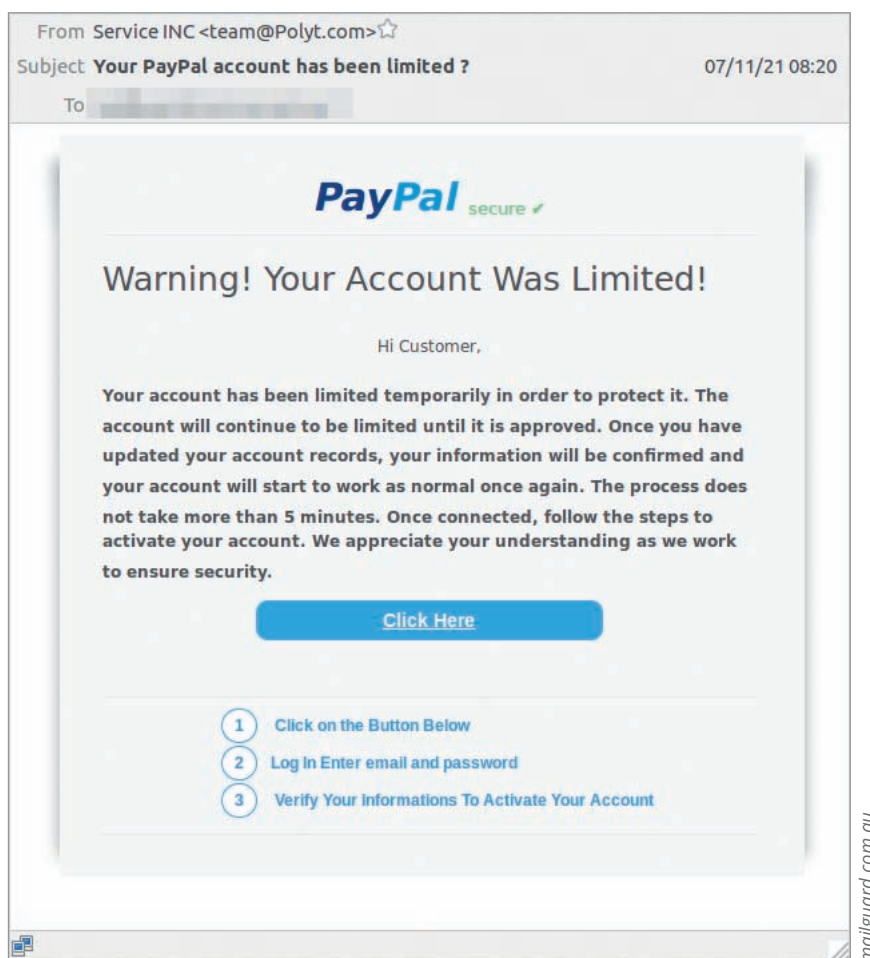 From Service INC <team@Polyt.com>
Subject Your PayPal account has been limited ? 07/11/21 08:20
To
PayPal secure ✔
Warning! Your Account Was Limited!
Hi Customer,
Your account has been limited temporarily in order to protect it. The
account will continue to be limited until it is approved. Once you have
updated your account records, your information will be confirmed and
your account will start to work as normal once again. The process does
not take more than 5 minutes. Once connected, follow the steps to
activate your account. We appreciate your understanding as we work
to ensure security.
Click Here
1 Click on the Button Below
2 Log In Enter email and password
3 Verify Your Informations To Activate Your Account
mailguard.com.au